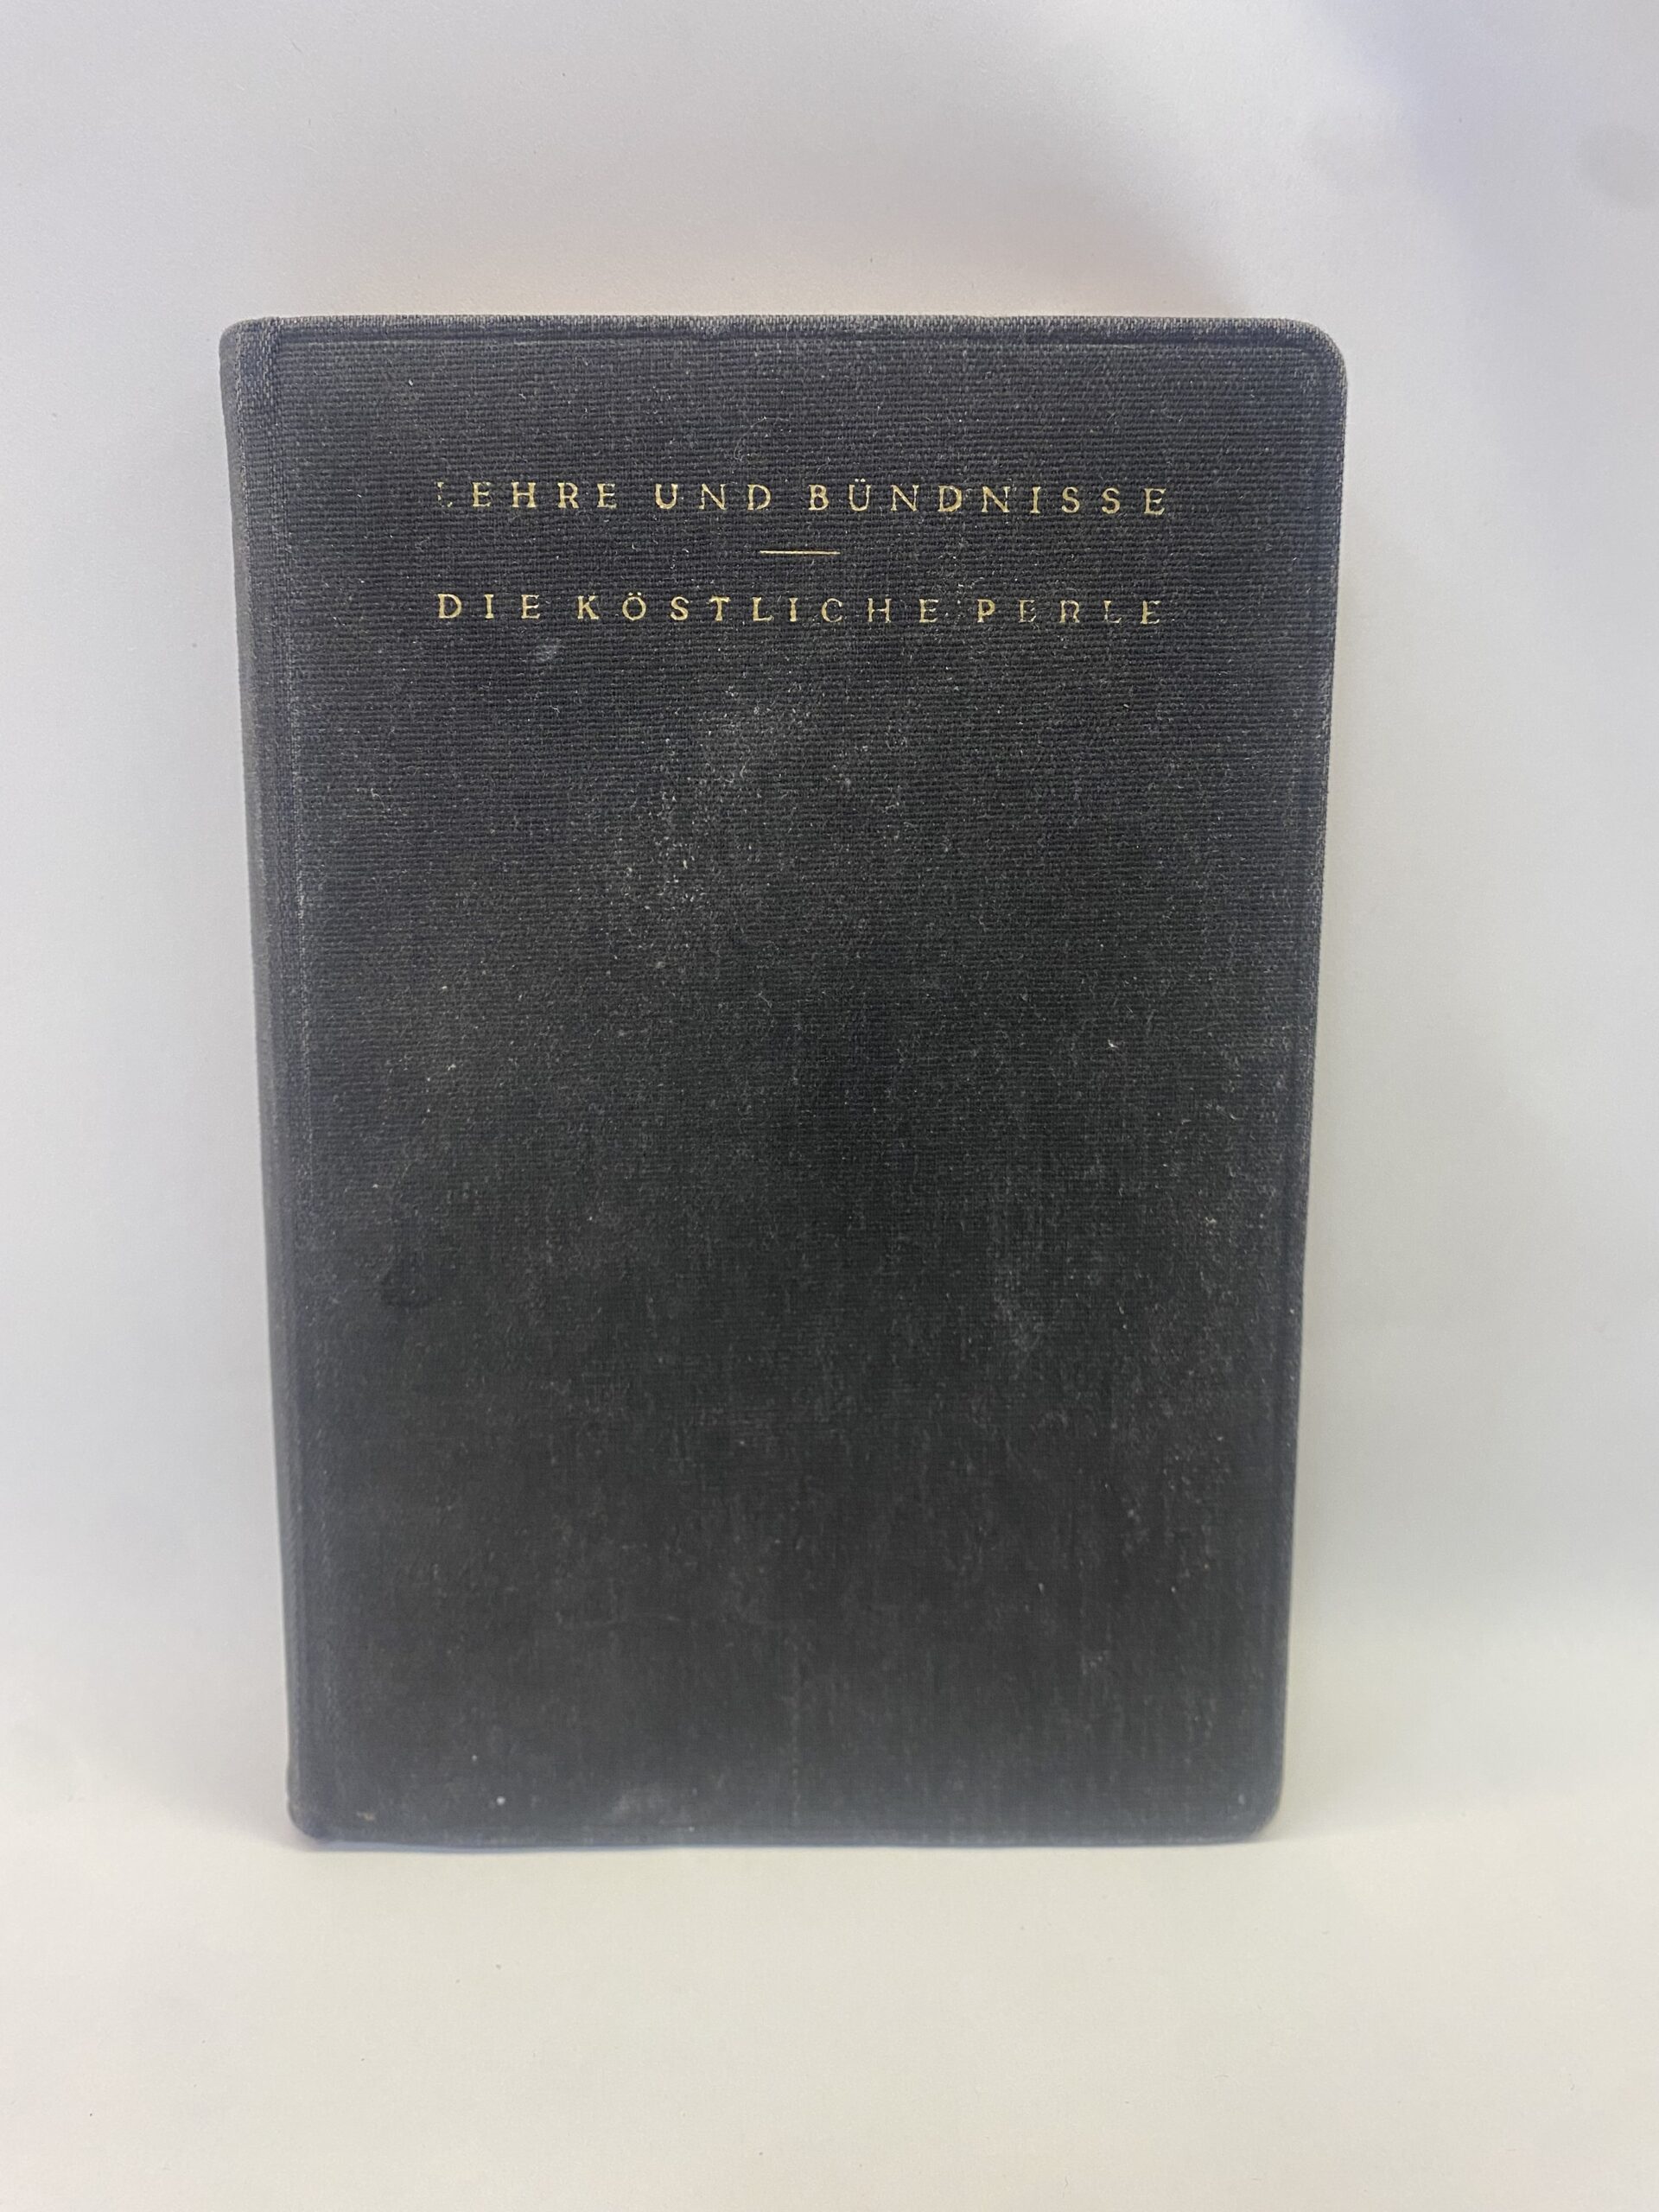 LEHRE UND BÜNDNISSE
DIE KÖSTLICHE PERLE